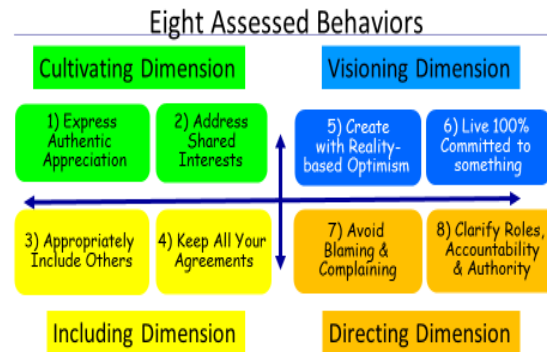 Eight Assessed Behaviors
Cultivating Dimension
Visioning Dimension
1) Express
Authentic
Appreciation
2) Address
Shared
Interests
5) Create
with Reality-
based Optimism
6) Live 100%
Committed to
something
3) Appropriately
Include Others
4) Keep All Your
Agreements
7) Avoid
Blaming &
Complaining
8) Clarify Roles,
Accountability
& Authority
Including Dimension
Directing Dimension